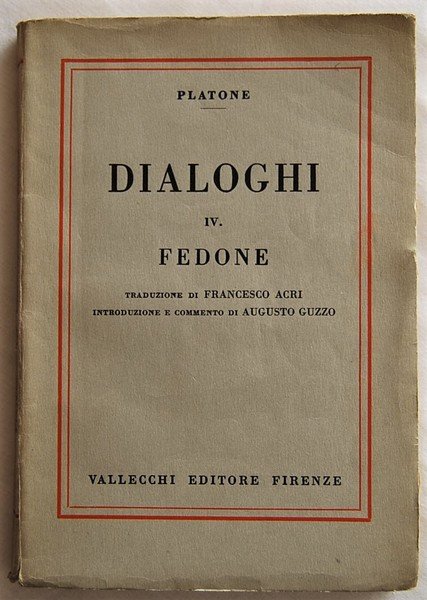 PLATONE
DIALOGHI
IV.
FEDONE
TRADUZIONE DI FRANCESCO ACRI
INTRODUZIONE E COMMENTO DI AUGUSTO GUZZO
VALLECCHI EDITORE FIRENZE